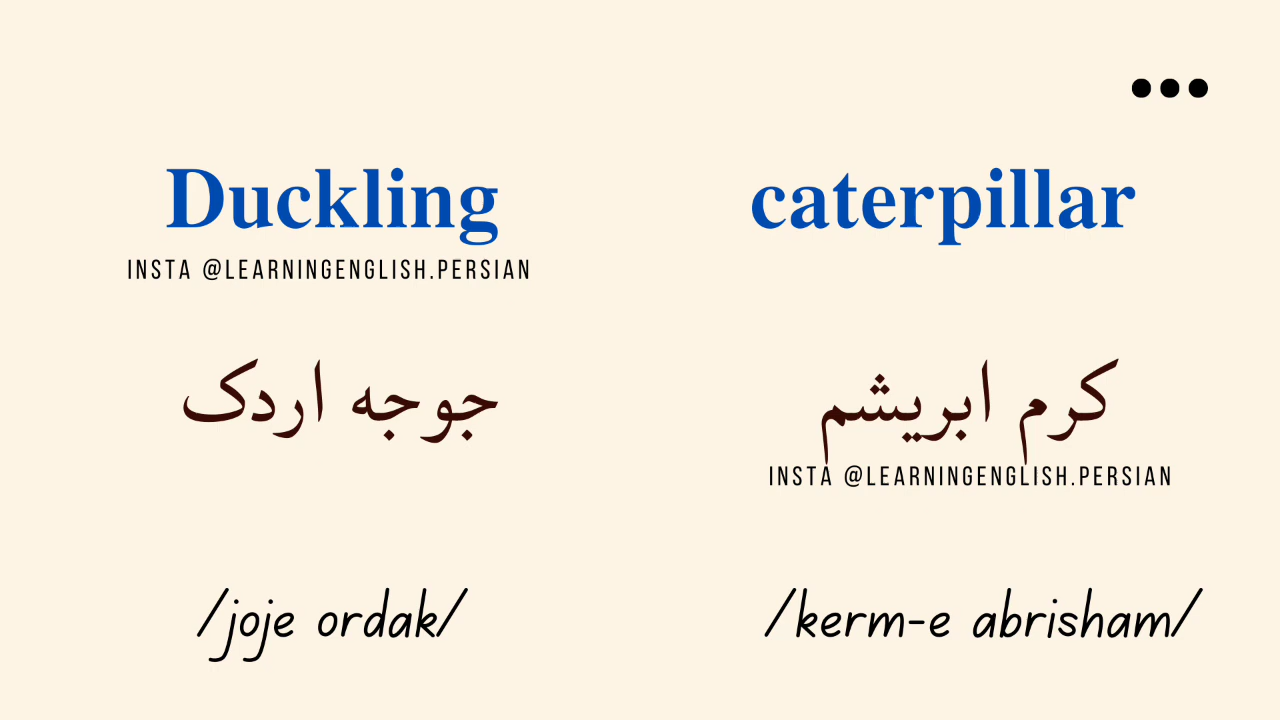 Duckling
INSTA @LEARNINGENGLISH.PERSIAN
جوجه اردک
/joje ordak/
caterpillar
کرم ابریشم
INSTA @LEARNINGENGLISH.PERSIAN
/kerm-e abrisham/